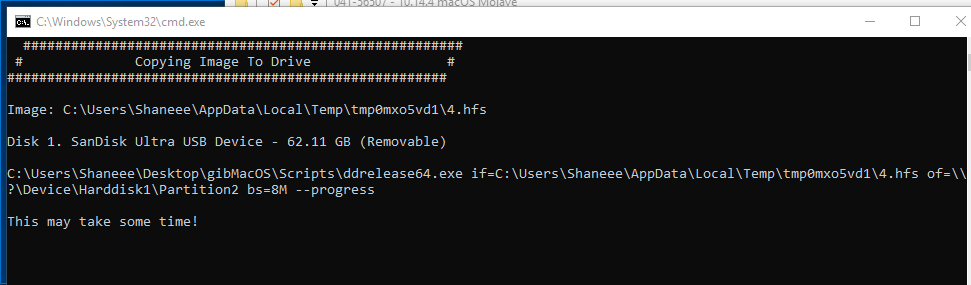 041-56507 - 10.14.4 macOS Mojave
C:\Windows\System32\cmd.exe
#######################################################
# Copying Image To Drive #
#######################################################
Image: C:\Users\Shaneee\AppData\Local\Temp\tmp0mxo5vd1\4.hfs
Disk 1. SanDisk Ultra USB Device - 62.11 GB (Removable)
C:\Users\Shaneee\Desktop\gibMacOS\Scripts\ddrelease64.exe if=C:\Users\Shaneee\AppData\Local\Temp\tmp0mxo5vd1\4.hfs of=\\
?\Device\Harddisk1\Partition2 bs=8M --progress
This may take some time!